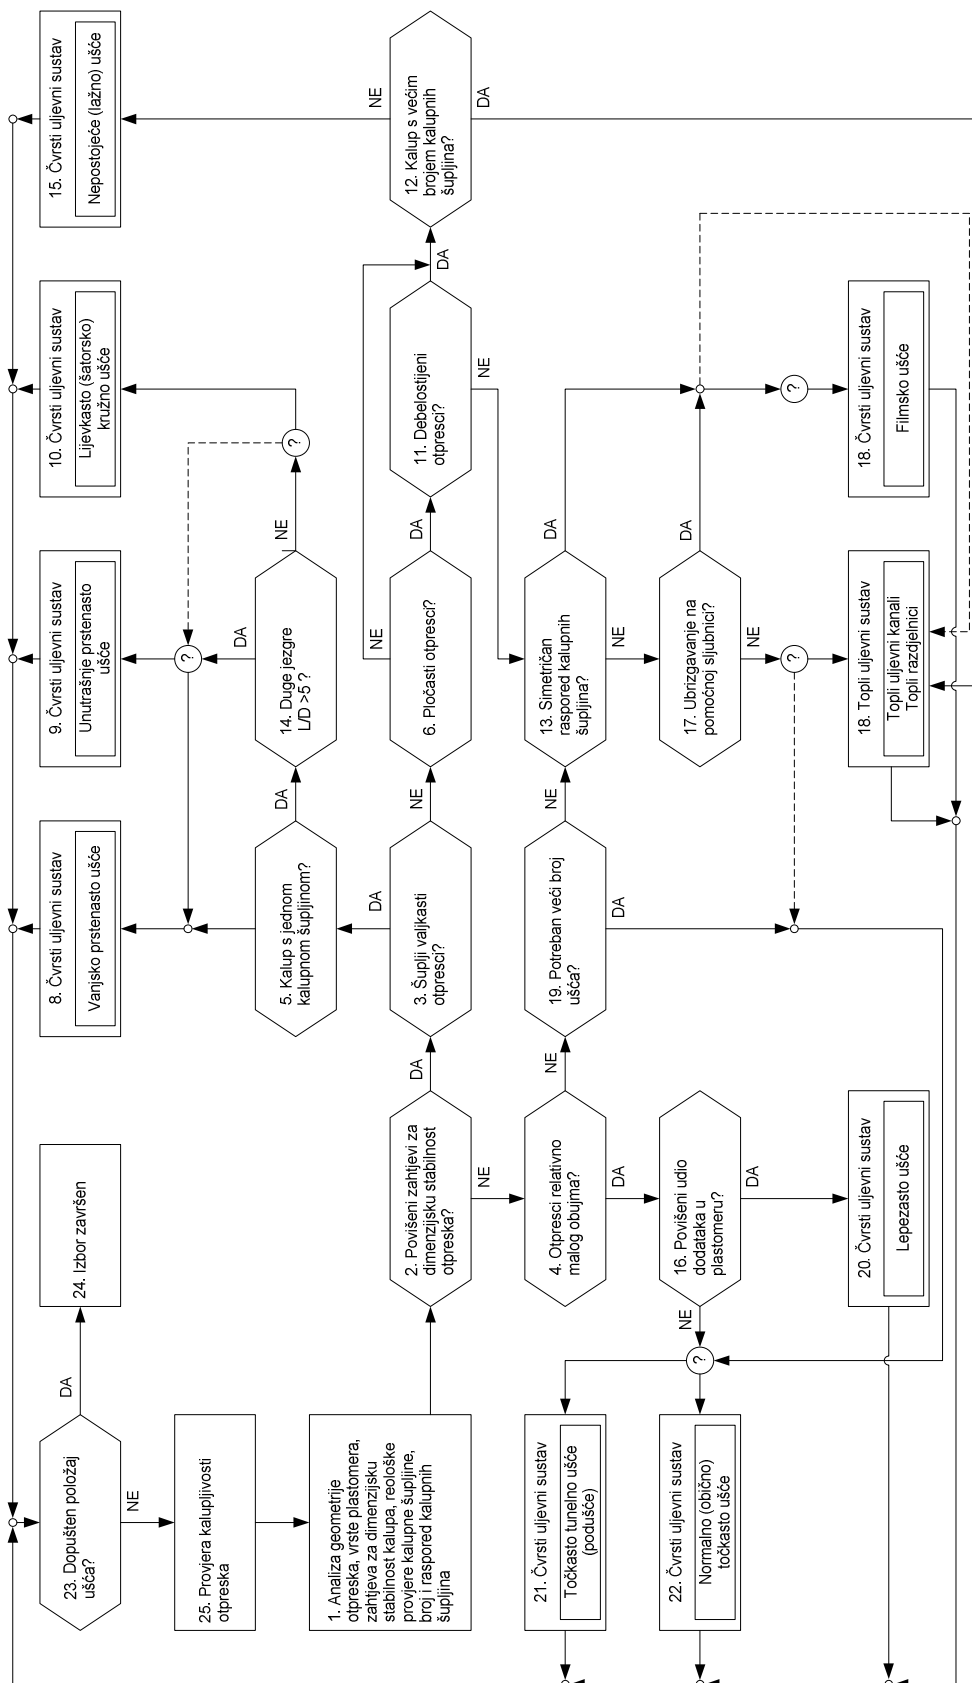 1. Analiza geometrije
otpreska, vrste plastomera,
zahtjeva za dimenzijsku
stabilnost kalupa, reološke
provjere kalupne šupljine,
broj i raspored kalupnih
šupljina
2. Povišeni zahtjevi za
dimenzijsku stabilnost
otpreska?
DA
NE
3. Šuplji valjkasti
otpresci?
DA
NE
4. Otpresci relativno
malog obujma?
NE
DA
5. Kalup s jednom
kalupnom šupljinom?
DA
6. Pločasti otpresci?
NE
DA
8. Čvrsti uljevni sustav
Vanjsko prstenasto ušće
9. Čvrsti uljevni sustav
Unutrašnje prstenasto
ušće
10. Čvrsti uljevni sustav
Lijevkasto (šatorsko)
kružno ušće
11. Debelostijeni
otpresci?
DA
NE
12. Kalup s većim
brojem kalupnih
šupljina?
NE
DA
13. Simetričan
raspored kalupnih
šupljina?
DA
NE
14. Duge jezgre
L/D >5 ?
DA
NE
?
?
15. Čvrsti uljevni sustav
Nepostojeće (lažno) ušće
16. Povišeni udio
dodataka u
plastomeru?
NE
DA
?
17. Ubrizgavanje na
pomoćnoj sljubnici?
DA
NE
?
?
18. Topli uljevni sustav
Topli uljevni kanali
Topli razdjelnici
18. Čvrsti uljevni sustav
Filmsko ušće
19. Potreban veći broj
ušća?
NE
DA
20. Čvrsti uljevni sustav
Lepezasto ušće
21. Čvrsti uljevni sustav
Točkasto tunelno ušće
(podušće)
22. Čvrsti uljevni sustav
Normalno (obično)
točkasto ušće
23. Dopušten položaj
ušća?
DA
NE
24. Izbor završen
25. Provjera kalupljivosti
otpreska